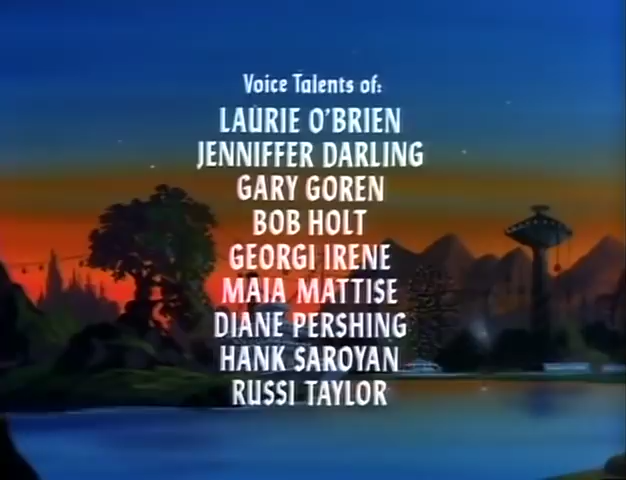 Voice Talents of:
LAURIE O'BRIEN
JENNIFFER DARLING
GARY GOREN
BOB HOLT
GEORGI IRENE
MAIA MATTISE
DIANE PERSHING
HANK SAROYAN
RUSSI TAYLOR